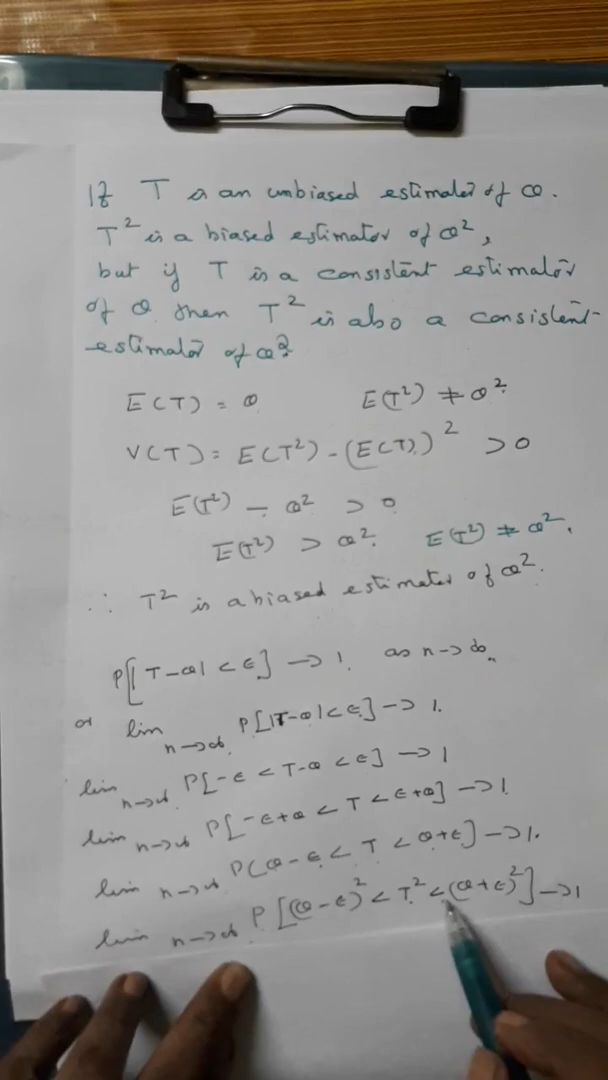 If T is an unbiased estimator of θ.
T² is a biased estimator of θ²,
but if T is a consistent estimator
of θ then T² is also a consistent
estimator of θ².
E(T) = θ E(T²) ≠ θ²
V(T) = E(T²) - (E(T))² > 0
E(T²) - θ² > 0
E(T²) > θ². E(T²) ≠ θ².
∴ T² is a biased estimator of θ².
P[|T-θ| < ε] → 1. as n → ∞.
or lim n→∞ P[|T-θ| < ε] → 1.
lim n→∞ P[-ε < T-θ < ε] → 1
lim n→∞ P[-ε+θ < T < ε+θ] → 1.
lim n→∞ P(θ-ε < T < θ+ε] → 1.
lim n→∞ P[(θ-ε)² < T² < (θ+ε)²] → 1